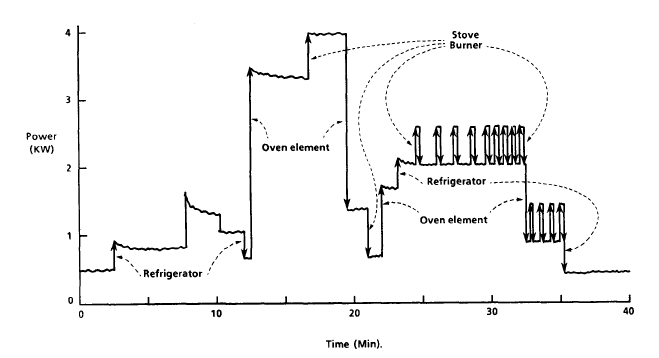 4
Stove
Burner
3
Power
(KW)
Oven element
2
Refrigerator
Oven element
1
Refrigerator
0
0
10
20
30
40
Time (Min).